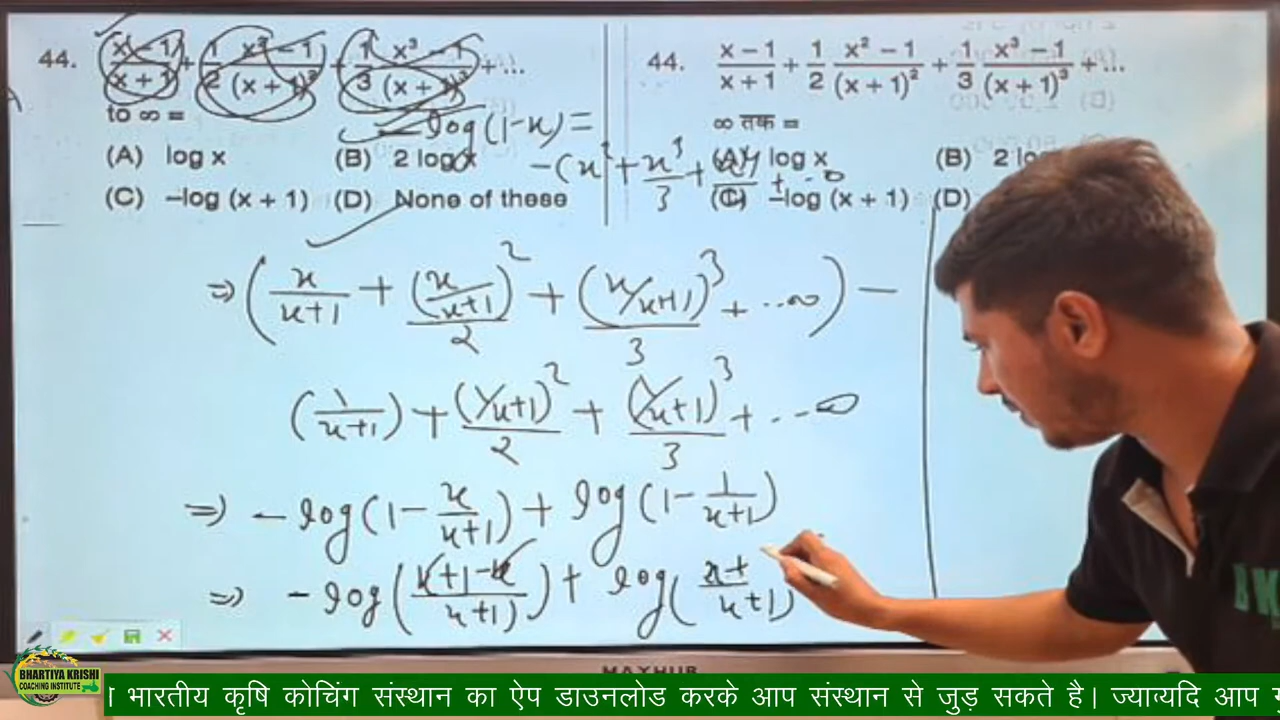 44. x – 1 / x + 1 + 1/2 x² – 1 / (x + 1)² + 1/3 x³ – 1 / (x + 1)³ + ...
to ∞ =
(A) log x (B) 2 log x
(C) –log (x + 1) (D) None of these
44. x – 1 / x + 1 + 1/2 x² – 1 / (x + 1)² + 1/3 x³ – 1 / (x + 1)³ + ...
∞ तक =
(A) log x (B) 2
(C) –log (x + 1) (D)
– log(1-x) =
⇒ ( x/x+1 + (x/x+1)²/2 + (x/x+1)³/3 + ...∞ ) –
(1/x+1) + (1/x+1)²/2 + (1/x+1)³/3 + ...∞
⇒ – log(1 – x/x+1) + log(1 – 1/x+1)
⇒ – log( x+1-x / x+1 ) + log( x+ / x+1 )
MAXHUB
BHARTIYA KRISHI
COACHING INSTITUTE
भारतीय कृषि कोचिंग संस्थान का ऐप डाउनलोड करके आप संस्थान से जुड़ सकते है। ज्यात्यदि आप